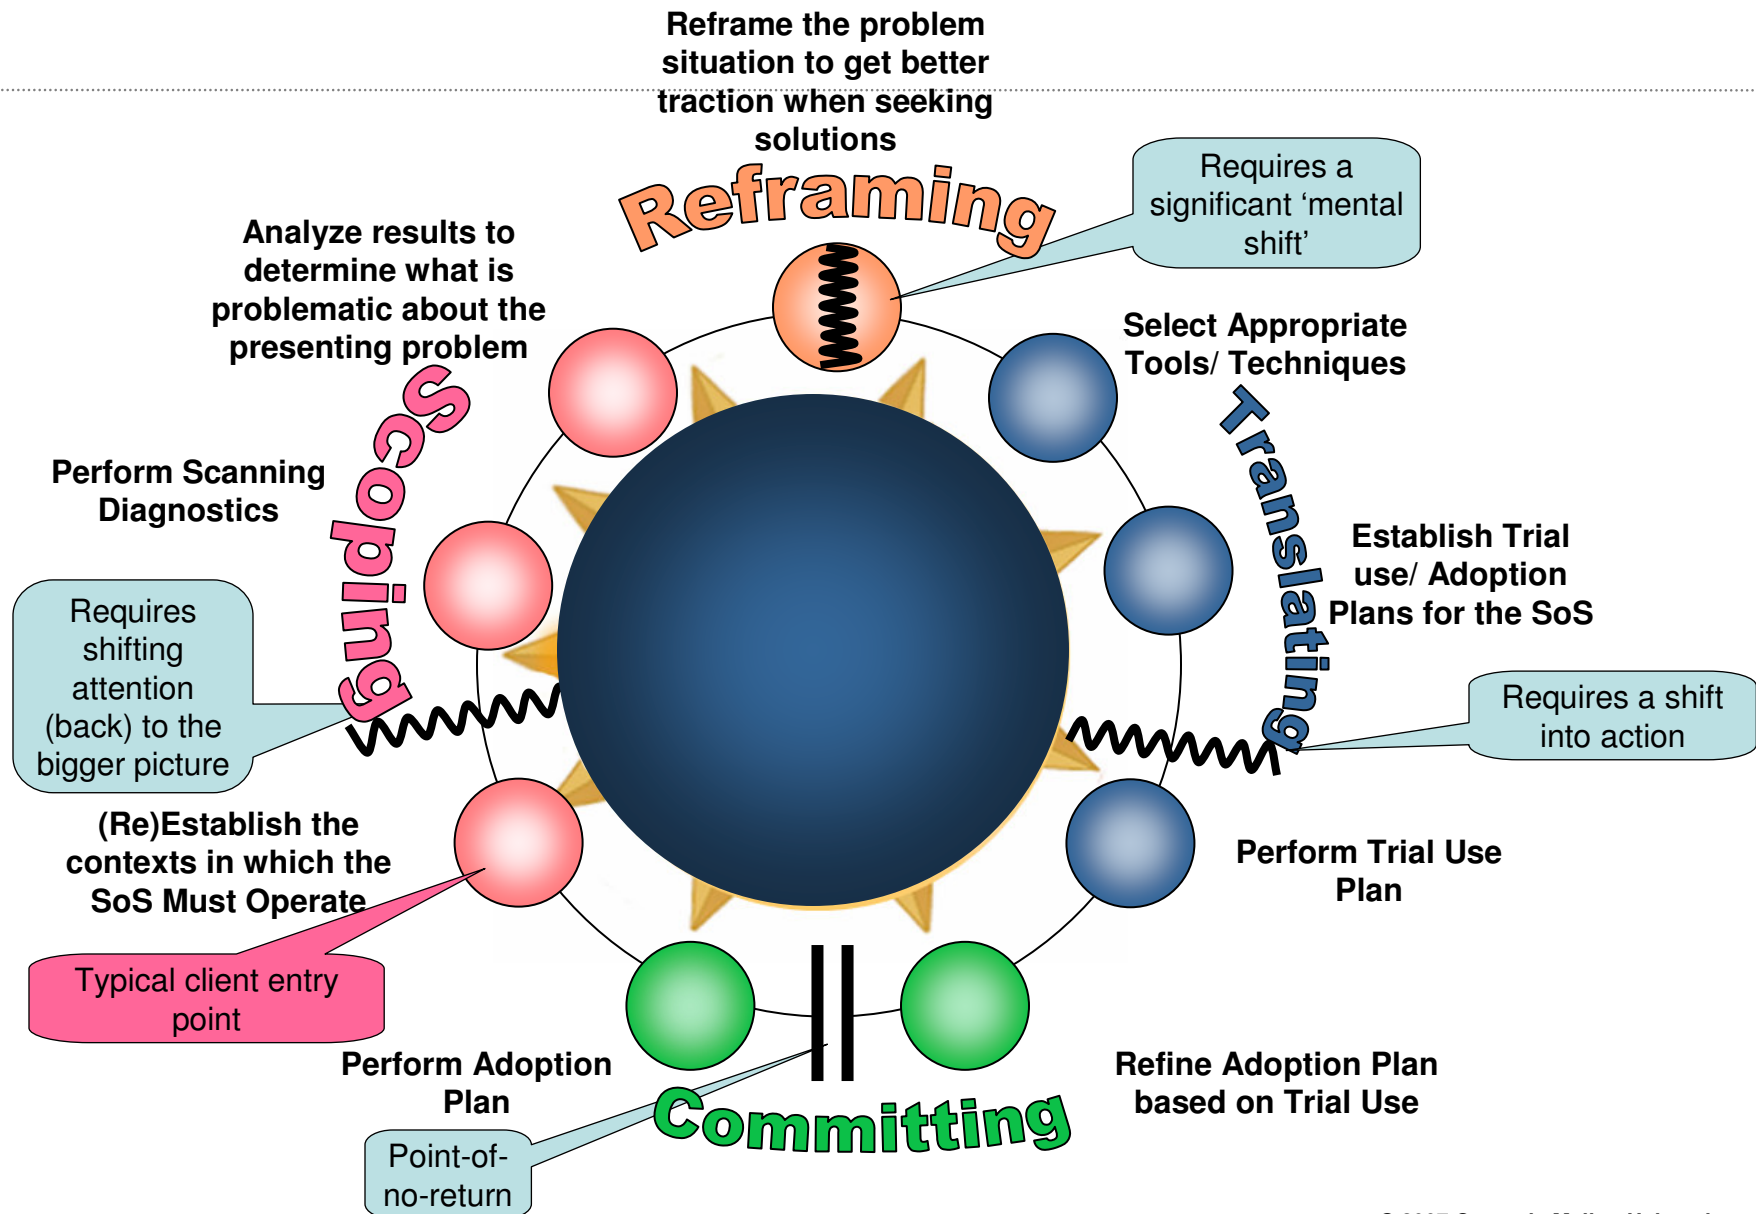 Reframe the problem
situation to get better
traction when seeking
solutions
Reframing
Requires a
significant ‘mental
shift’
Analyze results to
determine what is
problematic about the
presenting problem
Select Appropriate
Tools/ Techniques
Scoping
Translating
Perform Scanning
Diagnostics
Establish Trial
use/ Adoption
Plans for the SoS
Requires
shifting
attention
(back) to the
bigger picture
Requires a shift
into action
(Re)Establish the
contexts in which the
SoS Must Operate
Perform Trial Use
Plan
Typical client entry
point
Perform Adoption
Plan
Refine Adoption Plan
based on Trial Use
Committing
Point-of-
no-return